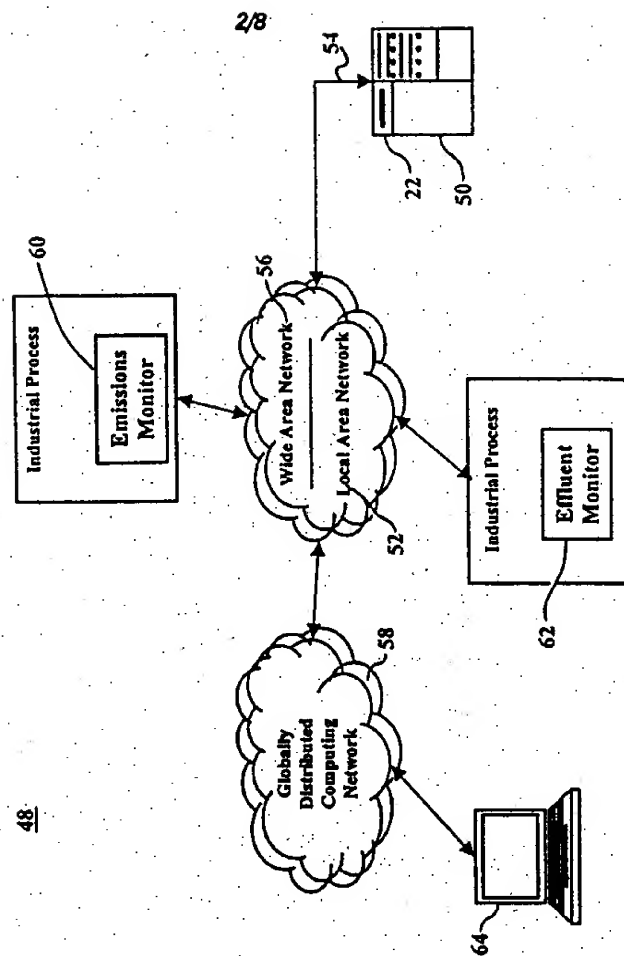 2/8
48
Industrial Process
60
Emissions
Monitor
Globally
Distributed
Computing
Network
58
Wide Area Network
56
Local Area Network
52
54
22
50
64
Industrial Process
62
Effluent
Monitor